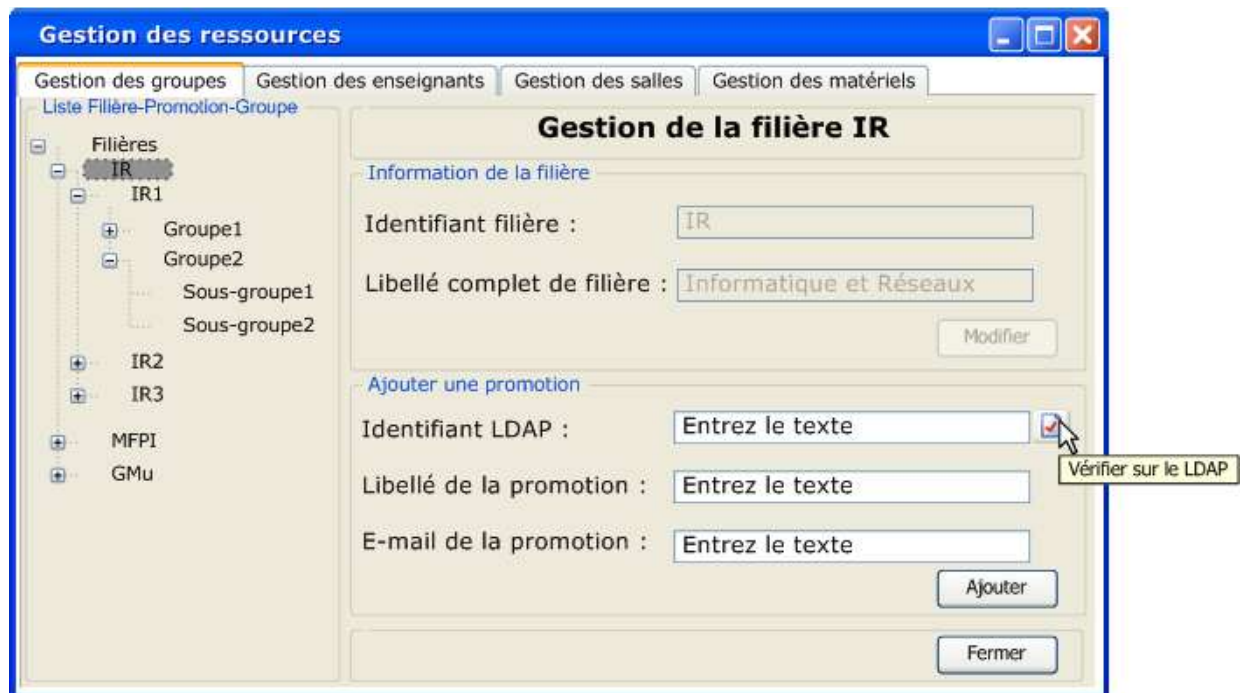 Gestion des ressources
Gestion des groupes Gestion des enseignants Gestion des salles Gestion des matériels
Liste Filière-Promotion-Groupe
Filières
IR
IR1
Groupe1
Groupe2
Sous-groupe1
Sous-groupe2
IR2
IR3
MFPI
GMu
Gestion de la filière IR
Information de la filière
Identifiant filière : IR
Libellé complet de filière : Informatique et Réseaux
Modifier
Ajouter une promotion
Identifiant LDAP : Entrez le texte
Vérifier sur le LDAP
Libellé de la promotion : Entrez le texte
E-mail de la promotion : Entrez le texte
Ajouter
Fermer